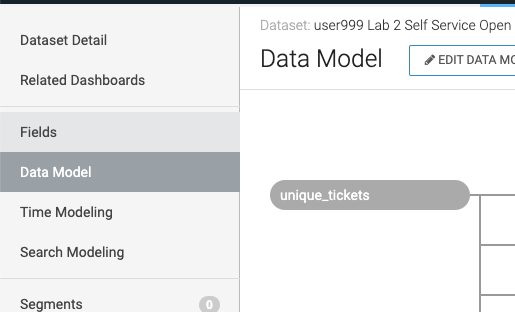 Dataset Detail
Related Dashboards
Fields
Data Model
Time Modeling
Search Modeling
Segments 0
Dataset: user999 Lab 2 Self Service Open
Data Model
EDIT DATA MO
unique_tickets